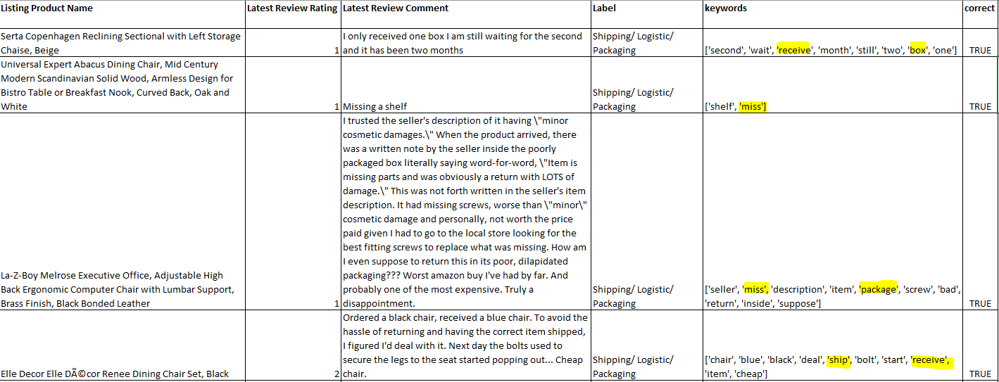 Listing Product Name Latest Review Rating Latest Review Comment Label keywords correct
Serta Copenhagen Reclining Sectional with Left Storage
Chaise, Beige
1
I only received one box I am still waiting for the second
and it has been two months
Shipping/ Logistic/
Packaging
['second', 'wait', 'receive', 'month', 'still', 'two', 'box', 'one']
TRUE
Universal Expert Abacus Dining Chair, Mid Century
Modern Scandinavian Solid Wood, Armless Design for
Bistro Table or Breakfast Nook, Curved Back, Oak and
White
1
Missing a shelf
Shipping/ Logistic/
Packaging
['shelf', 'miss']
TRUE
La-Z-Boy Melrose Executive Office, Adjustable High
Back Ergonomic Computer Chair with Lumbar Support,
Brass Finish, Black Bonded Leather
1
I trusted the seller's description of it having \"minor
cosmetic damages.\" When the product arrived, there
was a written note by the seller inside the poorly
packaged box literally saying word-for-word, \"Item is
missing parts and was obviously a return with LOTS of
damage.\" This was not forth written in the seller's item
description. It had missing screws, worse than \"minor\"
cosmetic damage and personally, not worth the price
paid given I had to go to the local store looking for the
best fitting screws to replace what was missing. How am
I even suppose to return this in its poor, dilapidated
packaging??? Worst amazon buy I've had by far. And
probably one of the most expensive. Truly a
disappointment.
Shipping/ Logistic/
Packaging
['seller', 'miss', 'description', 'item', 'package', 'screw', 'bad',
'return', 'inside', 'suppose']
TRUE
Elle Decor Elle DÃ©cor Renee Dining Chair Set, Black
2
Ordered a black chair, received a blue chair. To avoid the
hassle of returning and having the correct item shipped,
I figured I'd deal with it. Next day the bolts used to
secure the legs to the seat started popping out... Cheap
chair.
Shipping/ Logistic/
Packaging
['chair', 'blue', 'black', 'deal', 'ship', 'bolt', 'start', 'receive',
'item', 'cheap']
TRUE